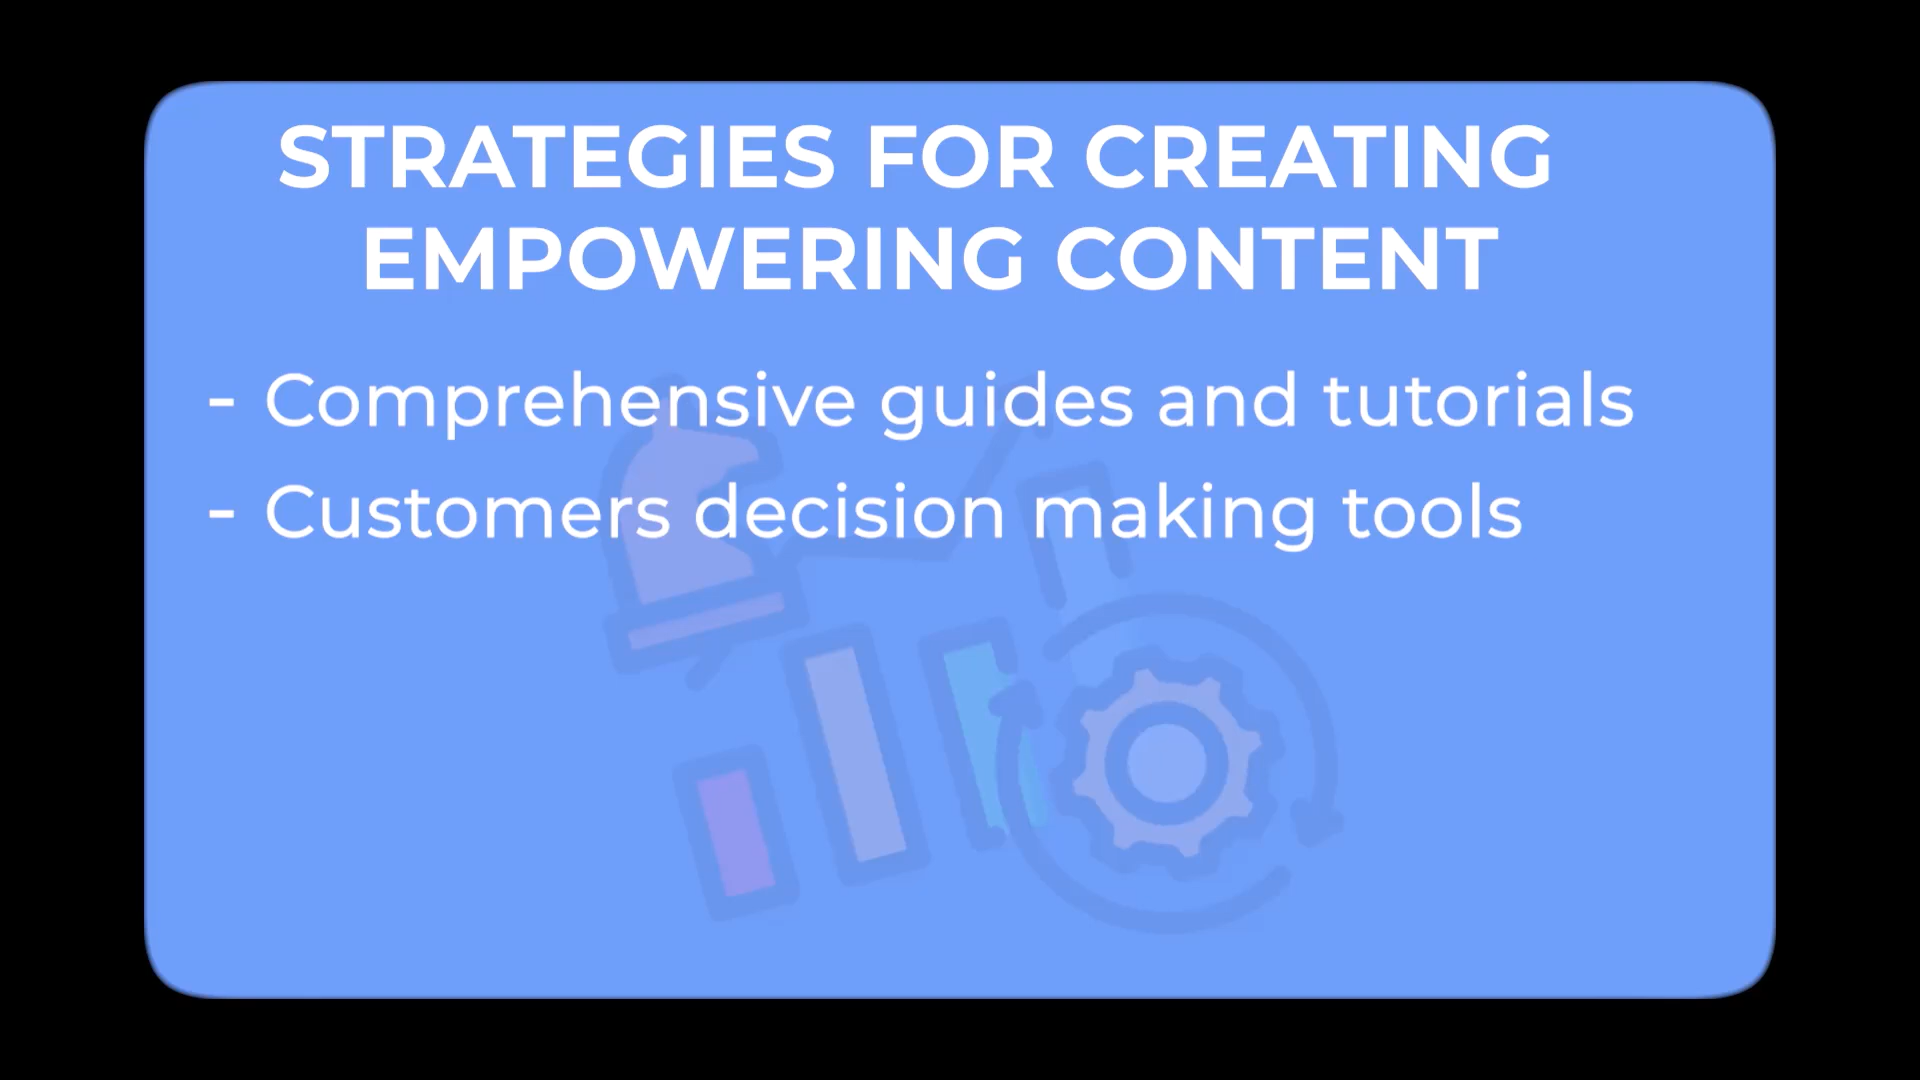 STRATEGIES FOR CREATING
EMPOWERING CONTENT
- Comprehensive guides and tutorials
- Customers decision making tools